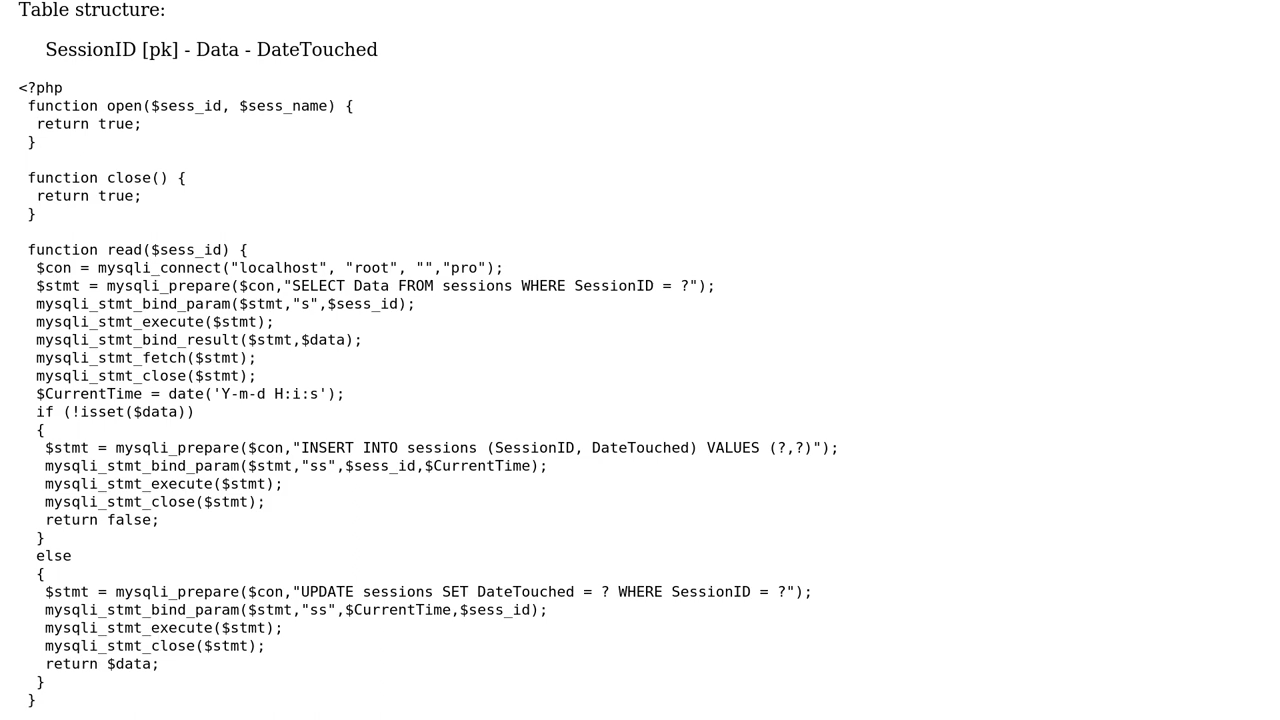 Table structure:
SessionID [pk] - Data - DateTouched
<?php
function open($sess_id, $sess_name) {
return true;
}
function close() {
return true;
}
function read($sess_id) {
$con = mysqli_connect("localhost", "root", "","pro");
$stmt = mysqli_prepare($con,"SELECT Data FROM sessions WHERE SessionID = ?");
mysqli_stmt_bind_param($stmt,"s",$sess_id);
mysqli_stmt_execute($stmt);
mysqli_stmt_bind_result($stmt,$data);
mysqli_stmt_fetch($stmt);
mysqli_stmt_close($stmt);
$CurrentTime = date('Y-m-d H:i:s');
if (!isset($data))
{
$stmt = mysqli_prepare($con,"INSERT INTO sessions (SessionID, DateTouched) VALUES (?,?)");
mysqli_stmt_bind_param($stmt,"ss",$sess_id,$CurrentTime);
mysqli_stmt_execute($stmt);
mysqli_stmt_close($stmt);
return false;
}
else
{
$stmt = mysqli_prepare($con,"UPDATE sessions SET DateTouched = ? WHERE SessionID = ?");
mysqli_stmt_bind_param($stmt,"ss",$CurrentTime,$sess_id);
mysqli_stmt_execute($stmt);
mysqli_stmt_close($stmt);
return $data;
}
}